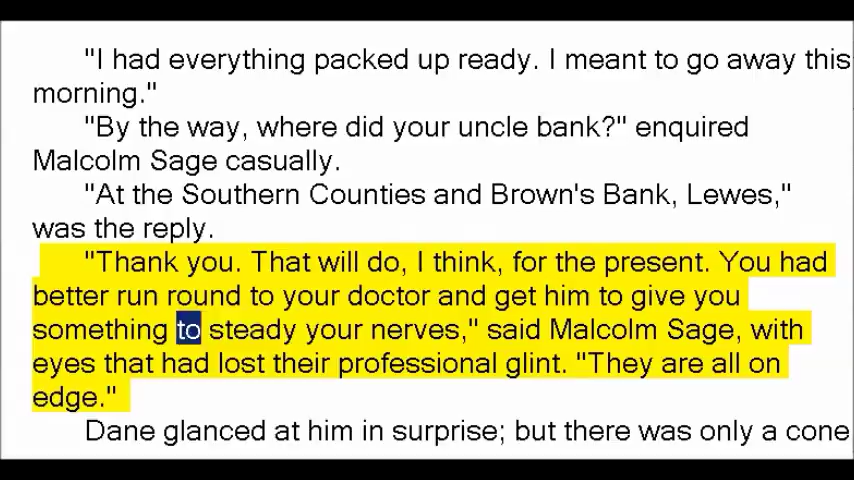 "I had everything packed up ready. I meant to go away this
morning."
"By the way, where did your uncle bank?" enquired
Malcolm Sage casually.
"At the Southern Counties and Brown's Bank, Lewes,"
was the reply.
"Thank you. That will do, I think, for the present. You had
better run round to your doctor and get him to give you
something to steady your nerves," said Malcolm Sage, with
eyes that had lost their professional glint. "They are all on
edge."
Dane glanced at him in surprise; but there was only a cone